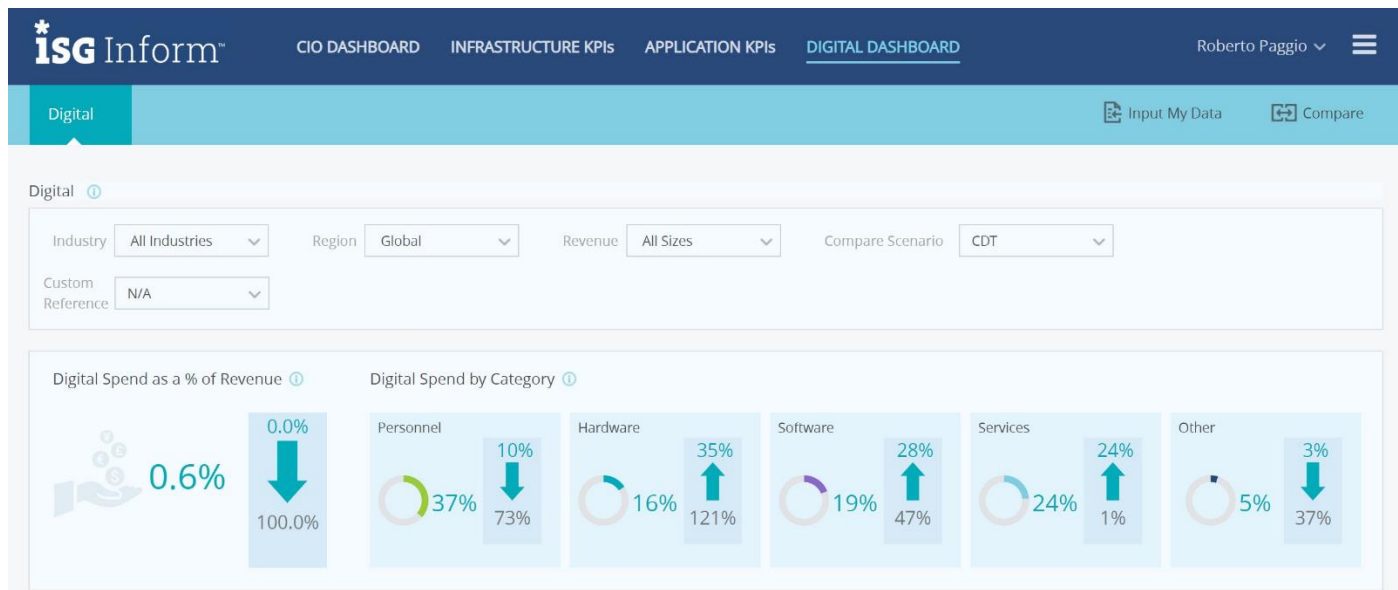 ISG Inform™
CIO DASHBOARD INFRASTRUCTURE KPIs APPLICATION KPIs DIGITAL DASHBOARD Roberto Paggio
Digital Input My Data Compare
Digital
Industry All Industries Region Global Revenue All Sizes Compare Scenario CDT
Custom
Reference N/A
Digital Spend as a % of Revenue Digital Spend by Category
0.6% 0.0%
100.0%
Personnel
37% 10%
73%
Hardware
16% 35%
121%
Software
19% 28%
47%
Services
24% 24%
1%
Other
5% 3%
37%